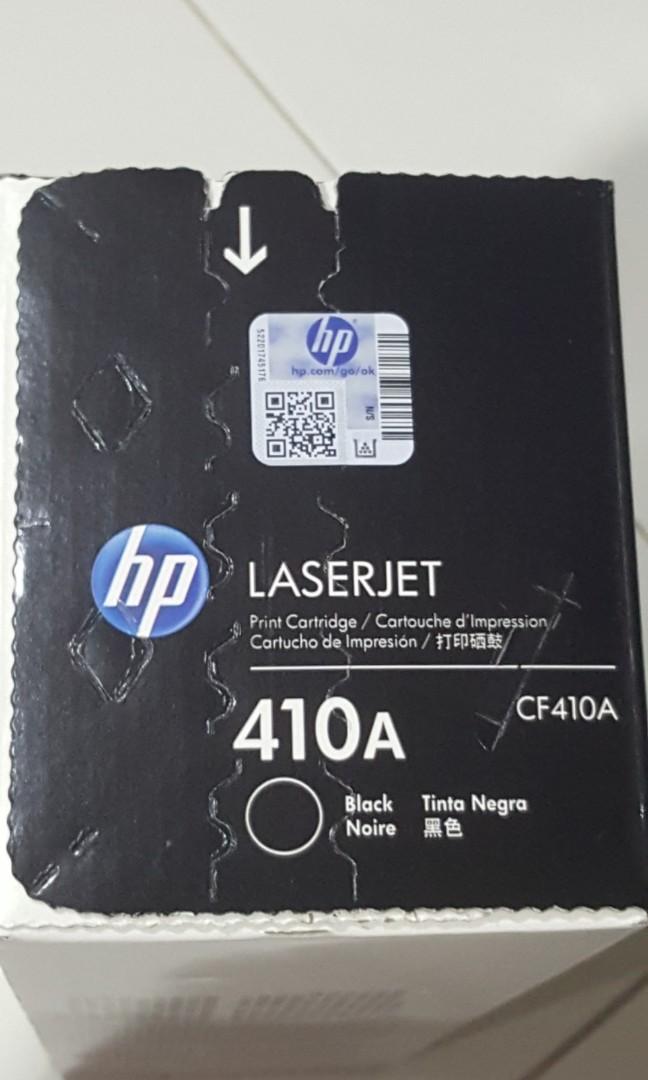 hp
hp.com/go/ok
N/S
hp
LASERJET
Print Cartridge / Cartouche d'Impression /
Cartucho de Impresión / 打印硒鼓
410A
CF410A
Black Tinta Negra
Noire 黑色